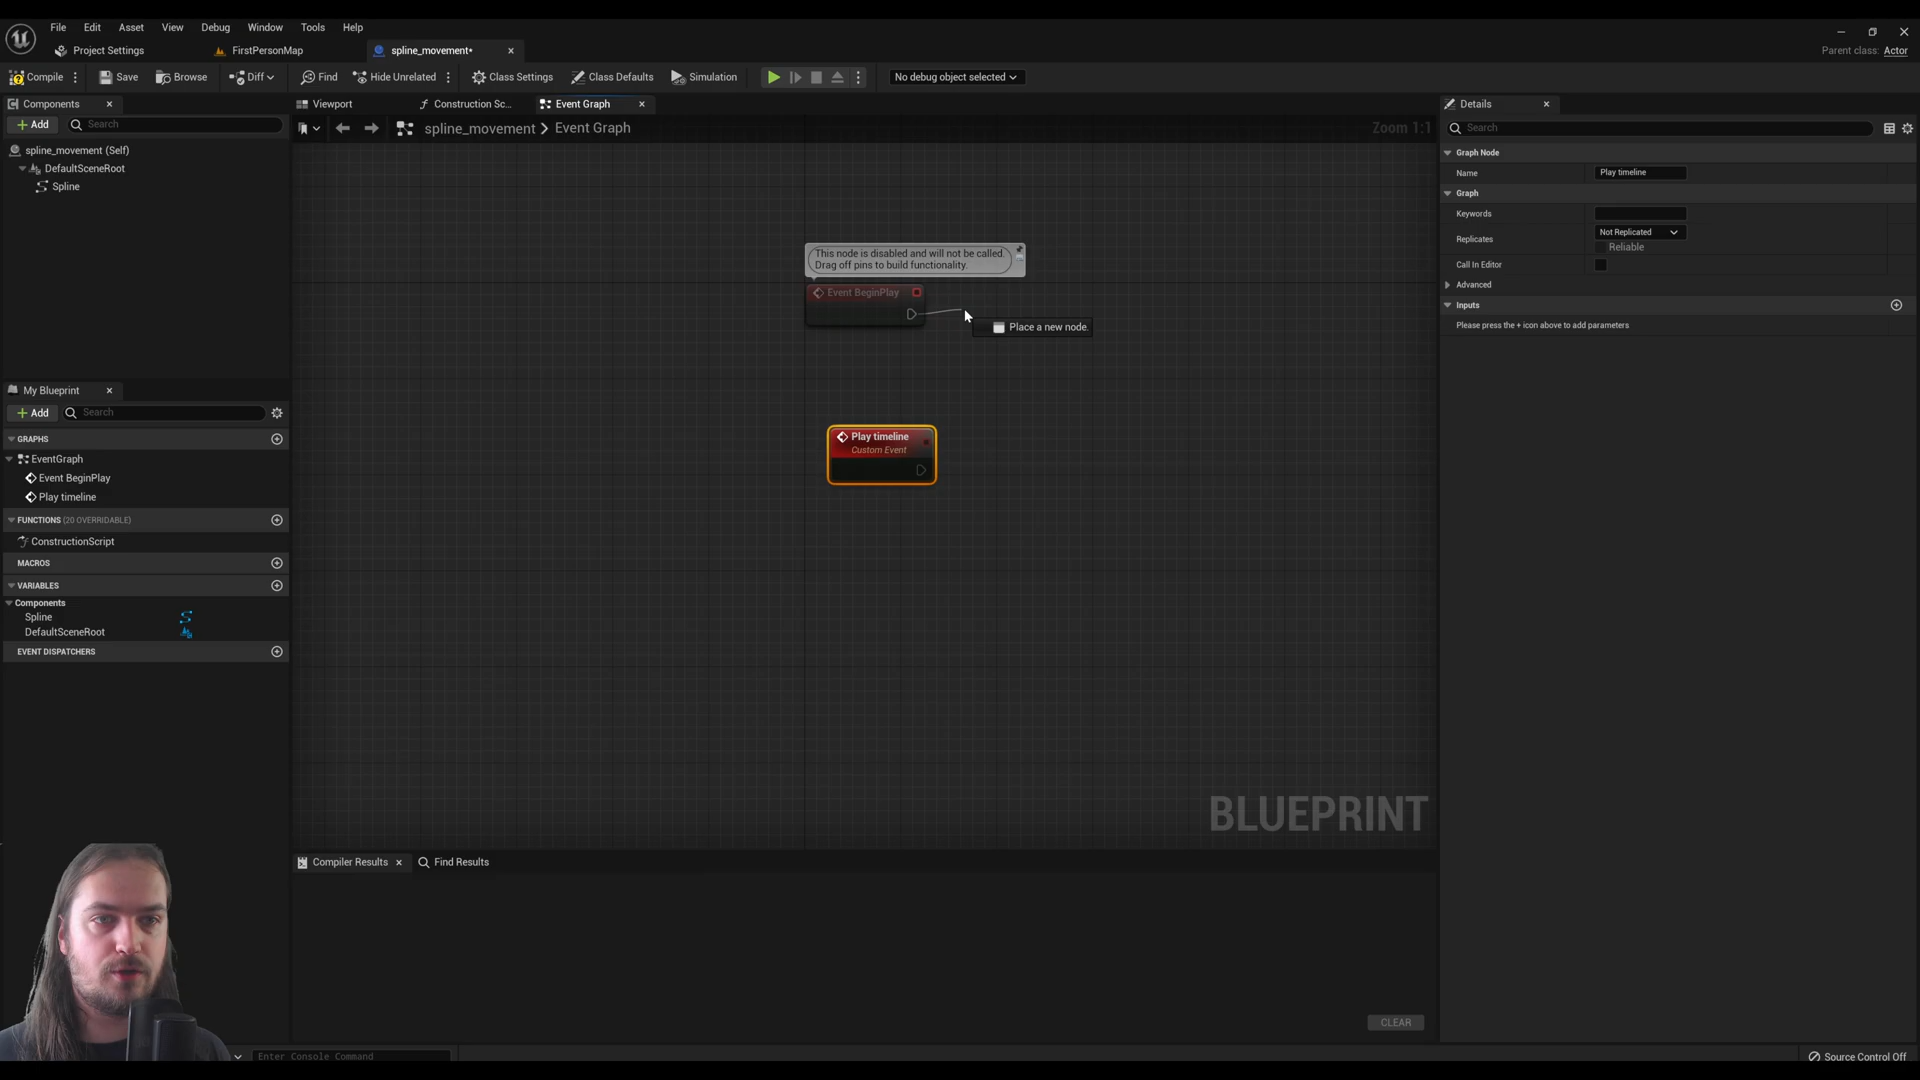 File Edit Asset View Debug Window Tools Help
Project Settings FirstPersonMap spline_movement*
Parent class: Actor
Compile Save Browse Diff Find Hide Unrelated Class Settings Class Defaults Simulation No debug object selected
Components
Add Search
spline_movement (Self)
DefaultSceneRoot
Spline
My Blueprint
Add Search
GRAPHS
EventGraph
Event BeginPlay
Play timeline
FUNCTIONS (20 OVERRIDABLE)
ConstructionScript
MACROS
VARIABLES
Components
Spline
DefaultSceneRoot
EVENT DISPATCHERS
Viewport Construction Sc... Event Graph
spline_movement > Event Graph Zoom 1:1
This node is disabled and will not be called.
Drag off pins to build functionality.
Event BeginPlay
Place a new node.
Play timeline
Custom Event
BLUEPRINT
Compiler Results Find Results
CLEAR
Enter Console Command
Details
Search
Graph Node
Name Play timeline
Graph
Keywords
Replicates Not Replicated
Reliable
Call In Editor
Advanced
Inputs
Please press the + icon above to add parameters
Source Control Off